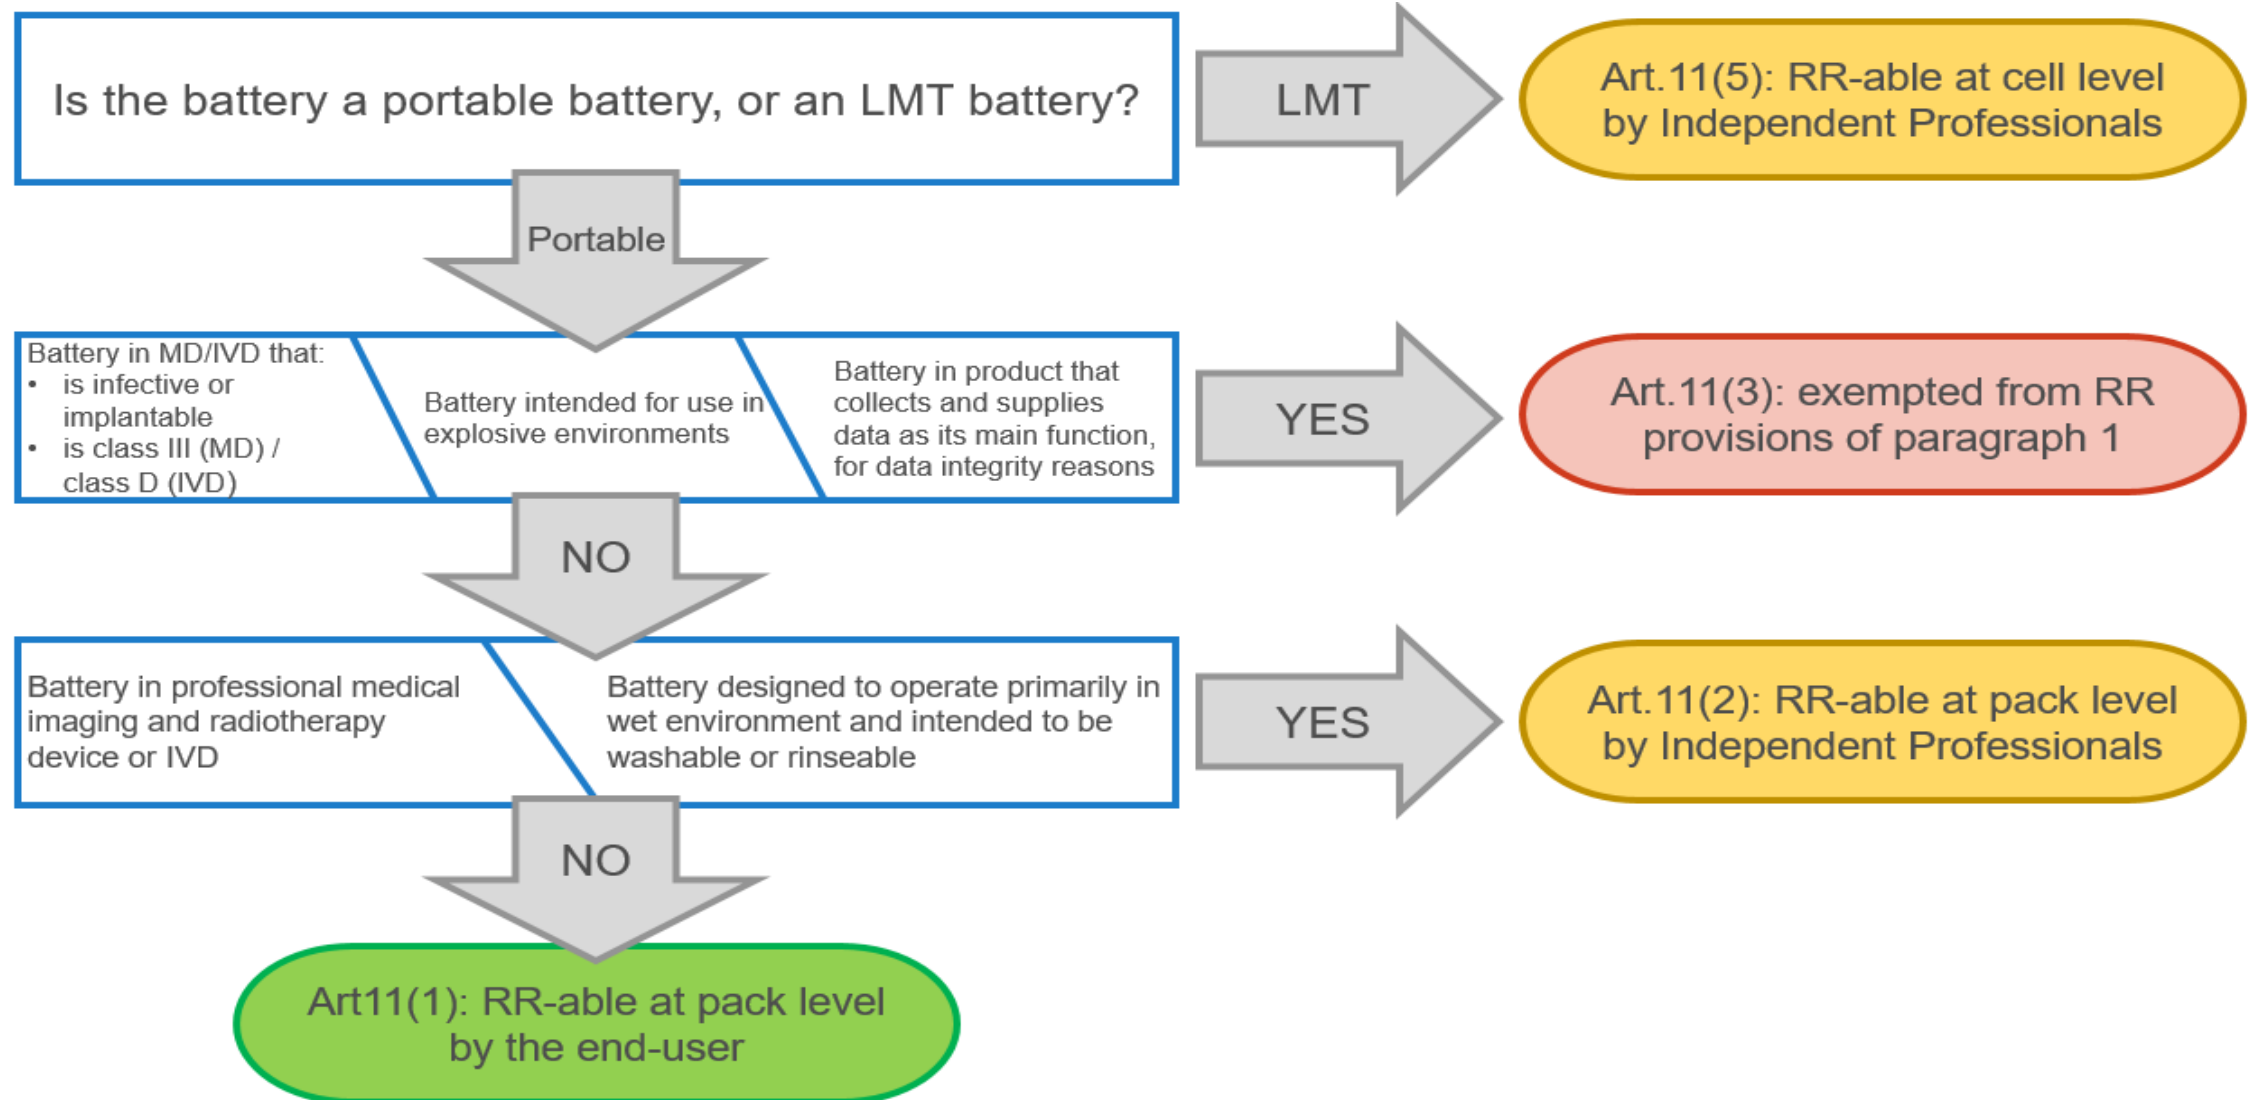 Is the battery a portable battery, or an LMT battery?
LMT
Art.11(5): RR-able at cell level
by Independent Professionals
Portable
Battery in MD/IVD that:
• is infective or
implantable
• is class III (MD) /
class D (IVD)
Battery intended for use in
explosive environments
Battery in product that
collects and supplies
data as its main function,
for data integrity reasons
YES
Art.11(3): exempted from RR
provisions of paragraph 1
NO
Battery in professional medical
imaging and radiotherapy
device or IVD
Battery designed to operate primarily in
wet environment and intended to be
washable or rinseable
YES
Art.11(2): RR-able at pack level
by Independent Professionals
NO
Art11(1): RR-able at pack level
by the end-user